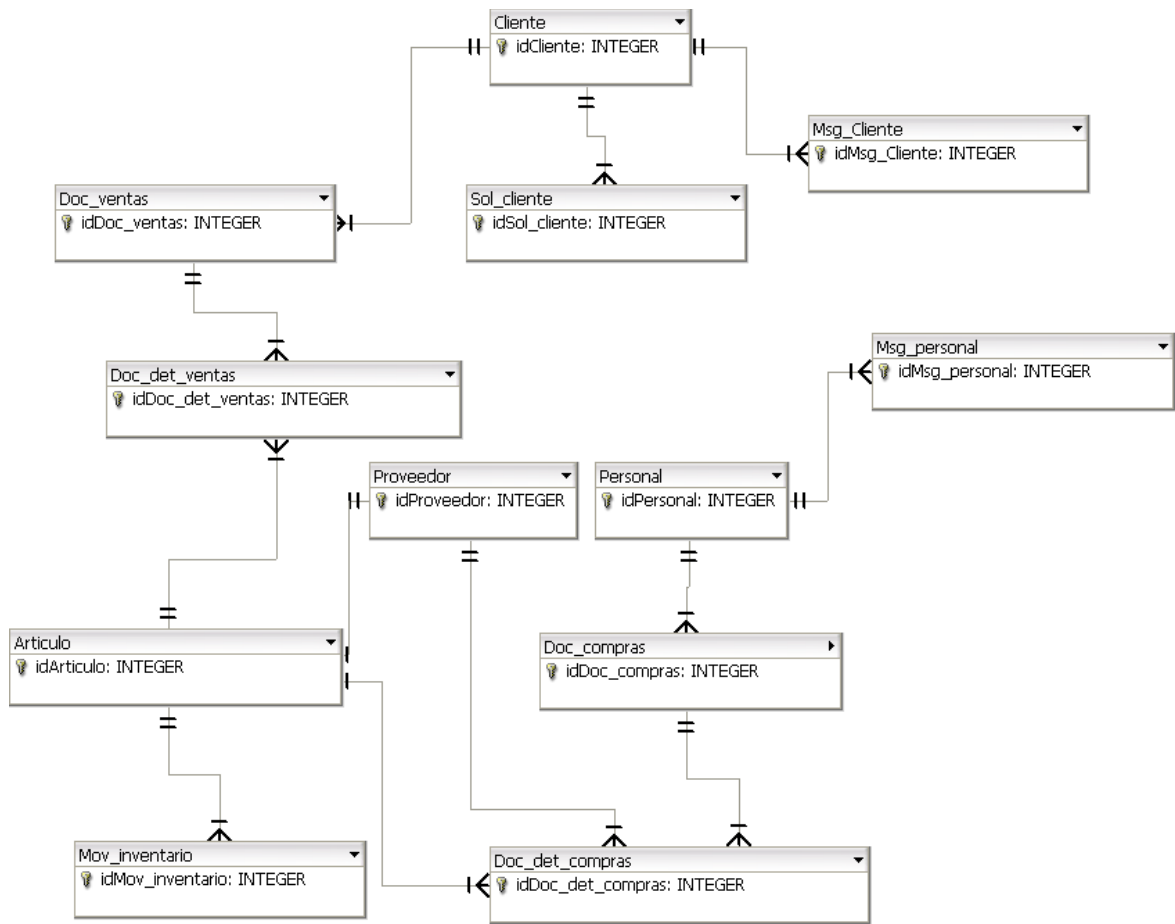 Cliente
idCliente: INTEGER
Msg_Cliente
idMsg_Cliente: INTEGER
Doc_ventas
idDoc_ventas: INTEGER
Sol_cliente
idSol_cliente: INTEGER
Msg_personal
idMsg_personal: INTEGER
Doc_det_ventas
idDoc_det_ventas: INTEGER
Proveedor
idProveedor: INTEGER
Personal
idPersonal: INTEGER
Articulo
idArticulo: INTEGER
Doc_compras
idDoc_compras: INTEGER
Mov_inventario
idMov_inventario: INTEGER
Doc_det_compras
idDoc_det_compras: INTEGER